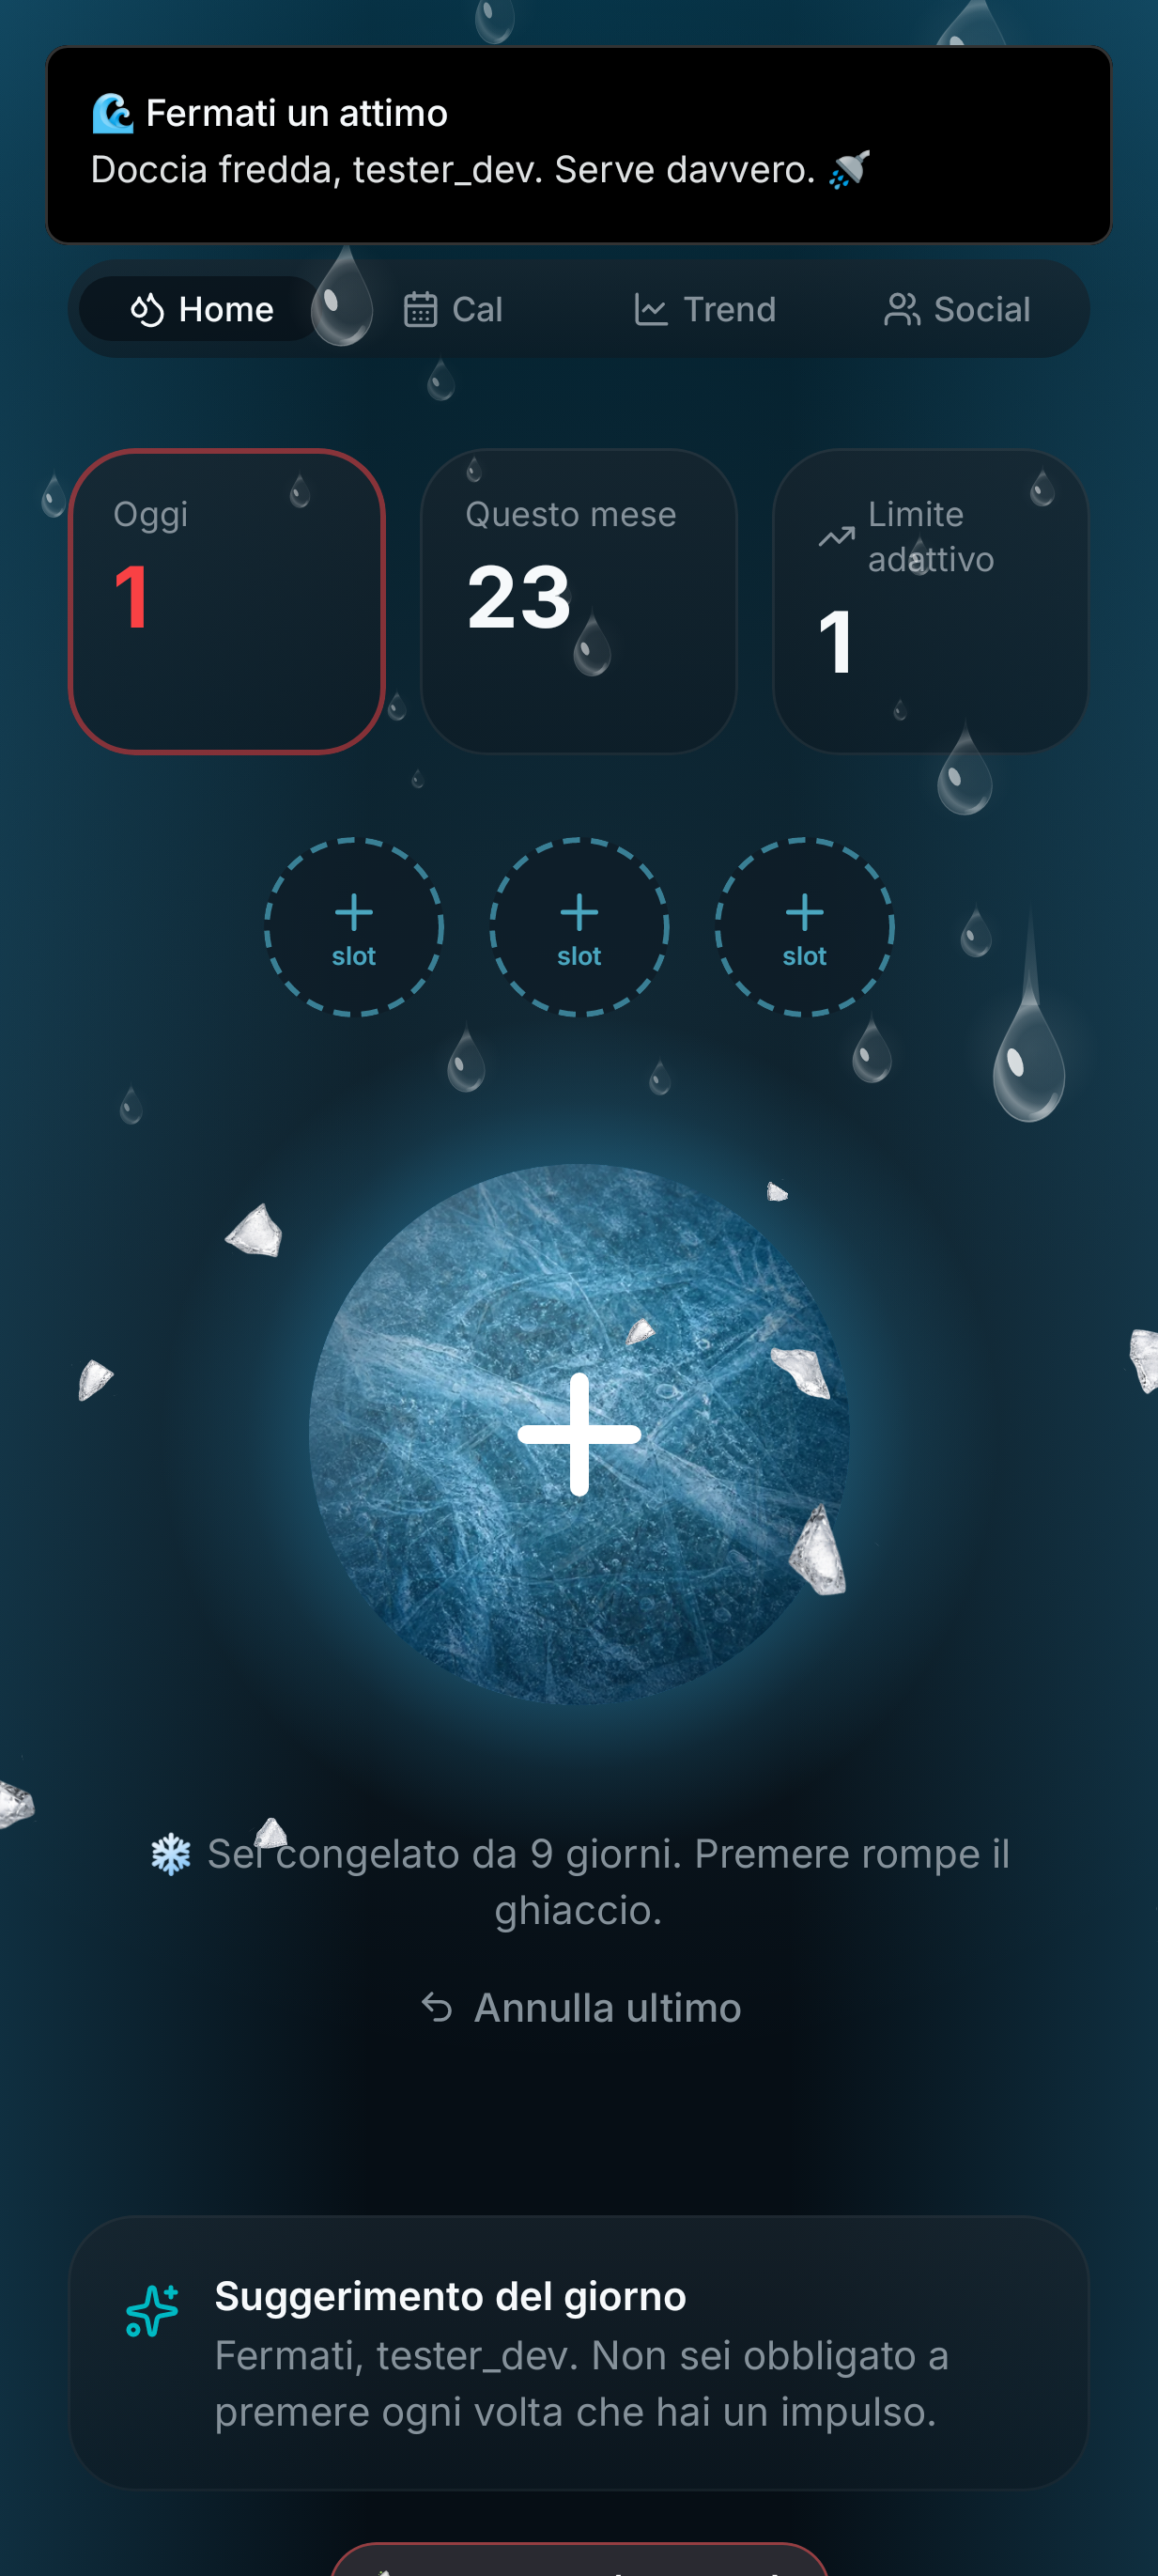 🌊 Fermati un attimo
Doccia fredda, tester_dev. Serve davvero. 🚿
Home
Cal
Trend
Social
Oggi
1
Questo mese
23
Limite
adattivo
1
slot
slot
slot
❄️ Sei congelato da 9 giorni. Premere rompe il
ghiaccio.
Annulla ultimo
Suggerimento del giorno
Fermati, tester_dev. Non sei obbligato a
premere ogni volta che hai un impulso.